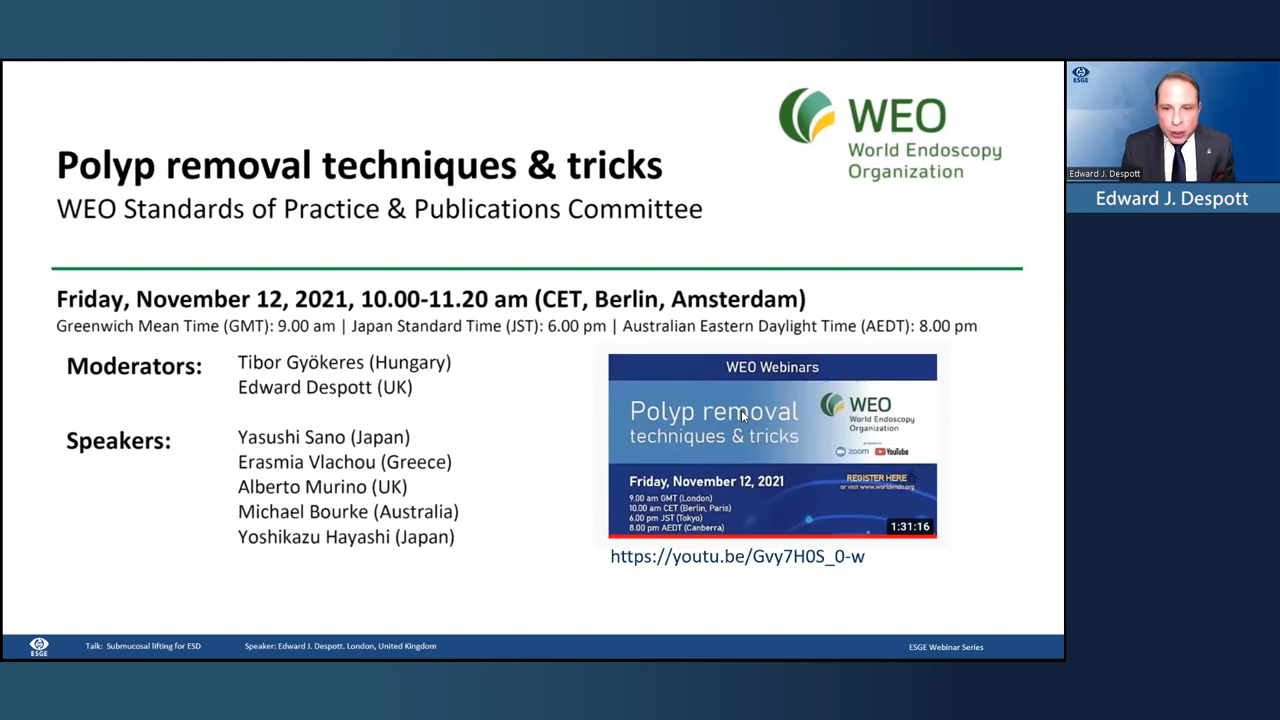 WEO
World Endoscopy
Organization
Polyp removal techniques & tricks
WEO Standards of Practice & Publications Committee
Friday, November 12, 2021, 10.00-11.20 am (CET, Berlin, Amsterdam)
Greenwich Mean Time (GMT): 9.00 am | Japan Standard Time (JST): 6.00 pm | Australian Eastern Daylight Time (AEDT): 8.00 pm
Moderators:
Tibor Gyökeres (Hungary)
Edward Despott (UK)
Speakers:
Yasushi Sano (Japan)
Erasmia Vlachou (Greece)
Alberto Murino (UK)
Michael Bourke (Australia)
Yoshikazu Hayashi (Japan)
WEO Webinars
Polyp removal
techniques & tricks
WEO
World Endoscopy
Organization
zoom YouTube
Friday, November 12, 2021
9.00 am GMT (London)
10.00 am CET (Berlin, Paris)
6.00 pm JST (Tokyo)
8.00 pm AEDT (Canberra)
REGISTER HERE
or visit www.worldendo.org
1:31:16
https://youtu.be/Gvy7H0S_0-w
ESGE
Talk: Submucosal lifting for ESD
Speaker: Edward J. Despott. London, United Kingdom
ESGE Webinar Series
ESGE
Edward J. Despott
Edward J. Despott